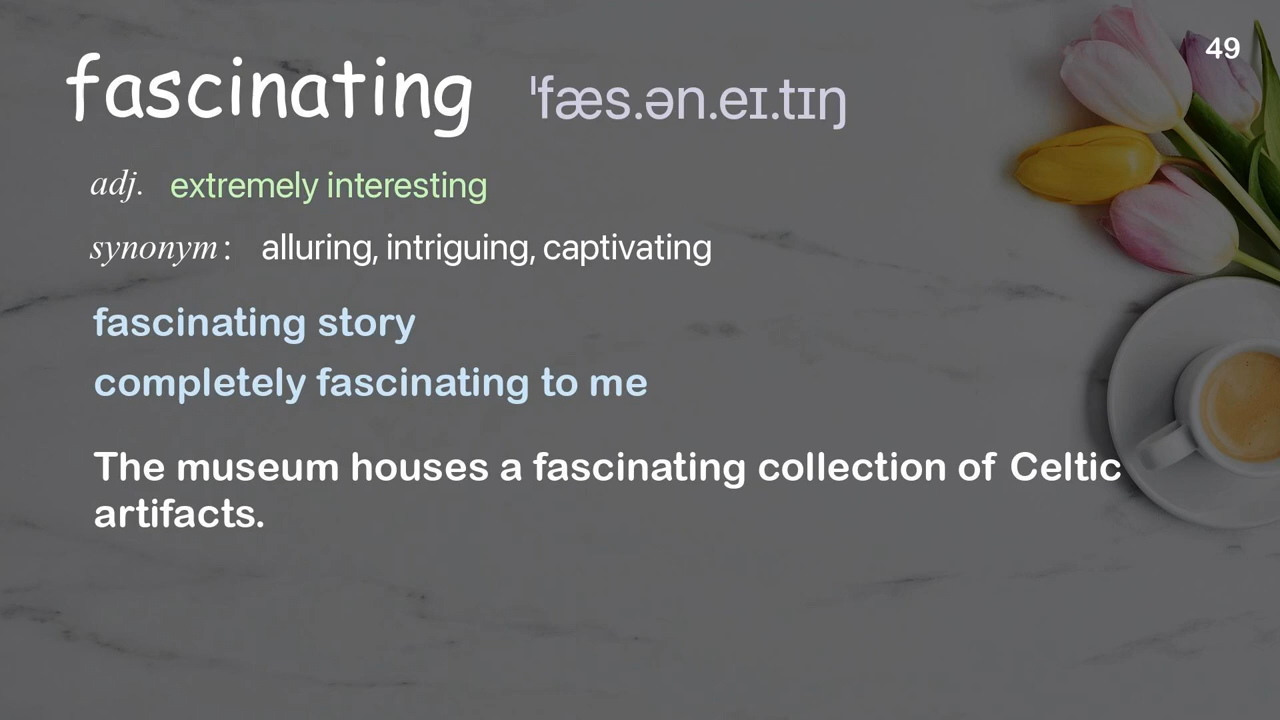 49
fascinating ˈfæs.ən.eɪ.tɪŋ
adj. extremely interesting
synonym: alluring, intriguing, captivating
fascinating story
completely fascinating to me
The museum houses a fascinating collection of Celtic
artifacts.